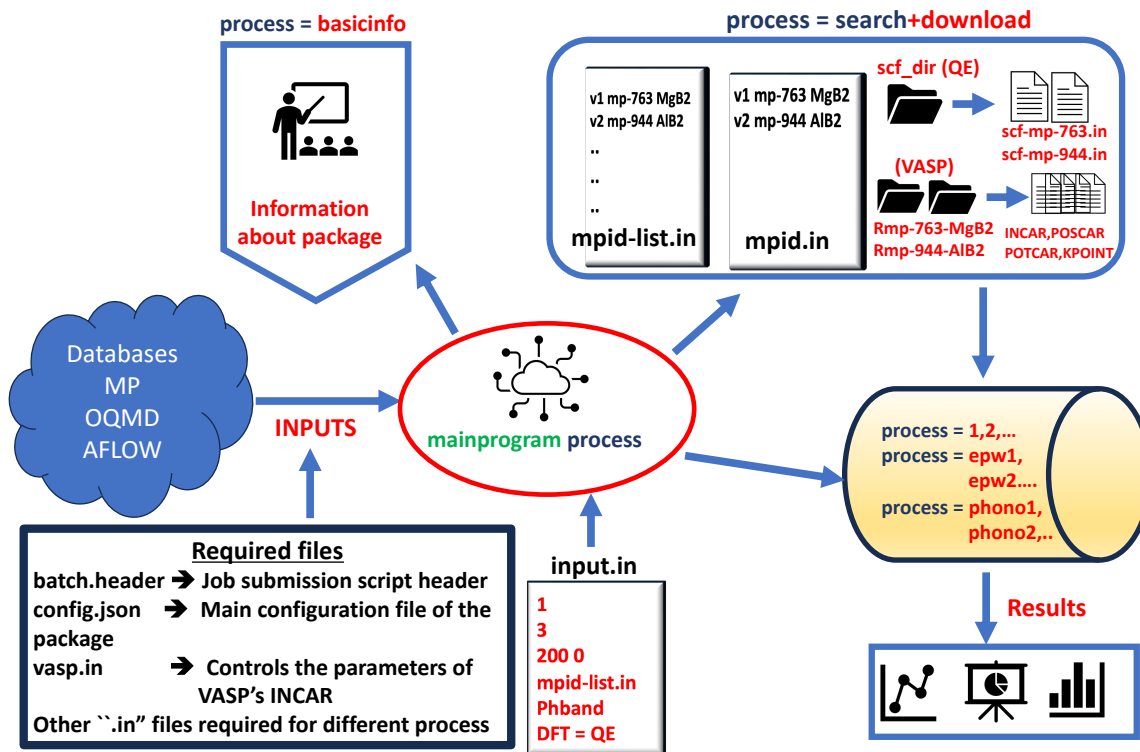 process = basicinfo
Information
about package
process = search+download
v1 mp-763 MgB2
v2 mp-944 AlB2
..
..
..
mpid-list.in
v1 mp-763 MgB2
v2 mp-944 AlB2
mpid.in
scf_dir (QE)
scf-mp-763.in
scf-mp-944.in
(VASP)
Rmp-763-MgB2
Rmp-944-AlB2
INCAR,POSCAR
POTCAR,KPOINT
Databases
MP
OQMD
AFLOW
INPUTS
mainprogram process
process = 1,2,...
process = epw1,
epw2....
process = phono1,
phono2,..
Required files
batch.header ➔ Job submission script header
config.json ➔ Main configuration file of the
package
vasp.in ➔ Controls the parameters of
VASP's INCAR
Other ``.in" files required for different process
input.in
1
3
200 0
mpid-list.in
Phband
DFT = QE
Results